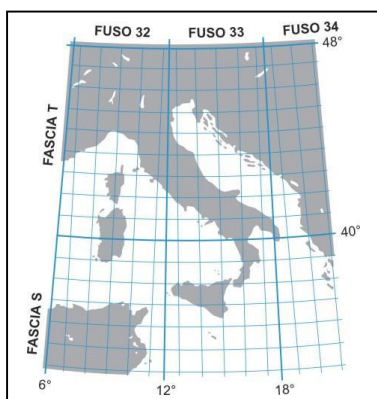 FUSO 32 FUSO 33 FUSO 34
48°
FASCIA T
40°
FASCIA S
6° 12° 18°